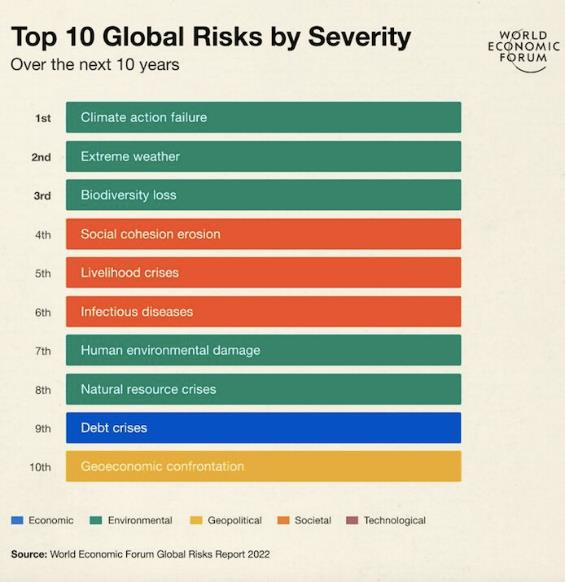 Top 10 Global Risks by Severity
Over the next 10 years
WORLD
ECONOMIC
FORUM
1st Climate action failure
2nd Extreme weather
3rd Biodiversity loss
4th Social cohesion erosion
5th Livelihood crises
6th Infectious diseases
7th Human environmental damage
8th Natural resource crises
9th Debt crises
10th Geoeconomic confrontation
Economic Environmental Geopolitical Societal Technological
Source: World Economic Forum Global Risks Report 2022